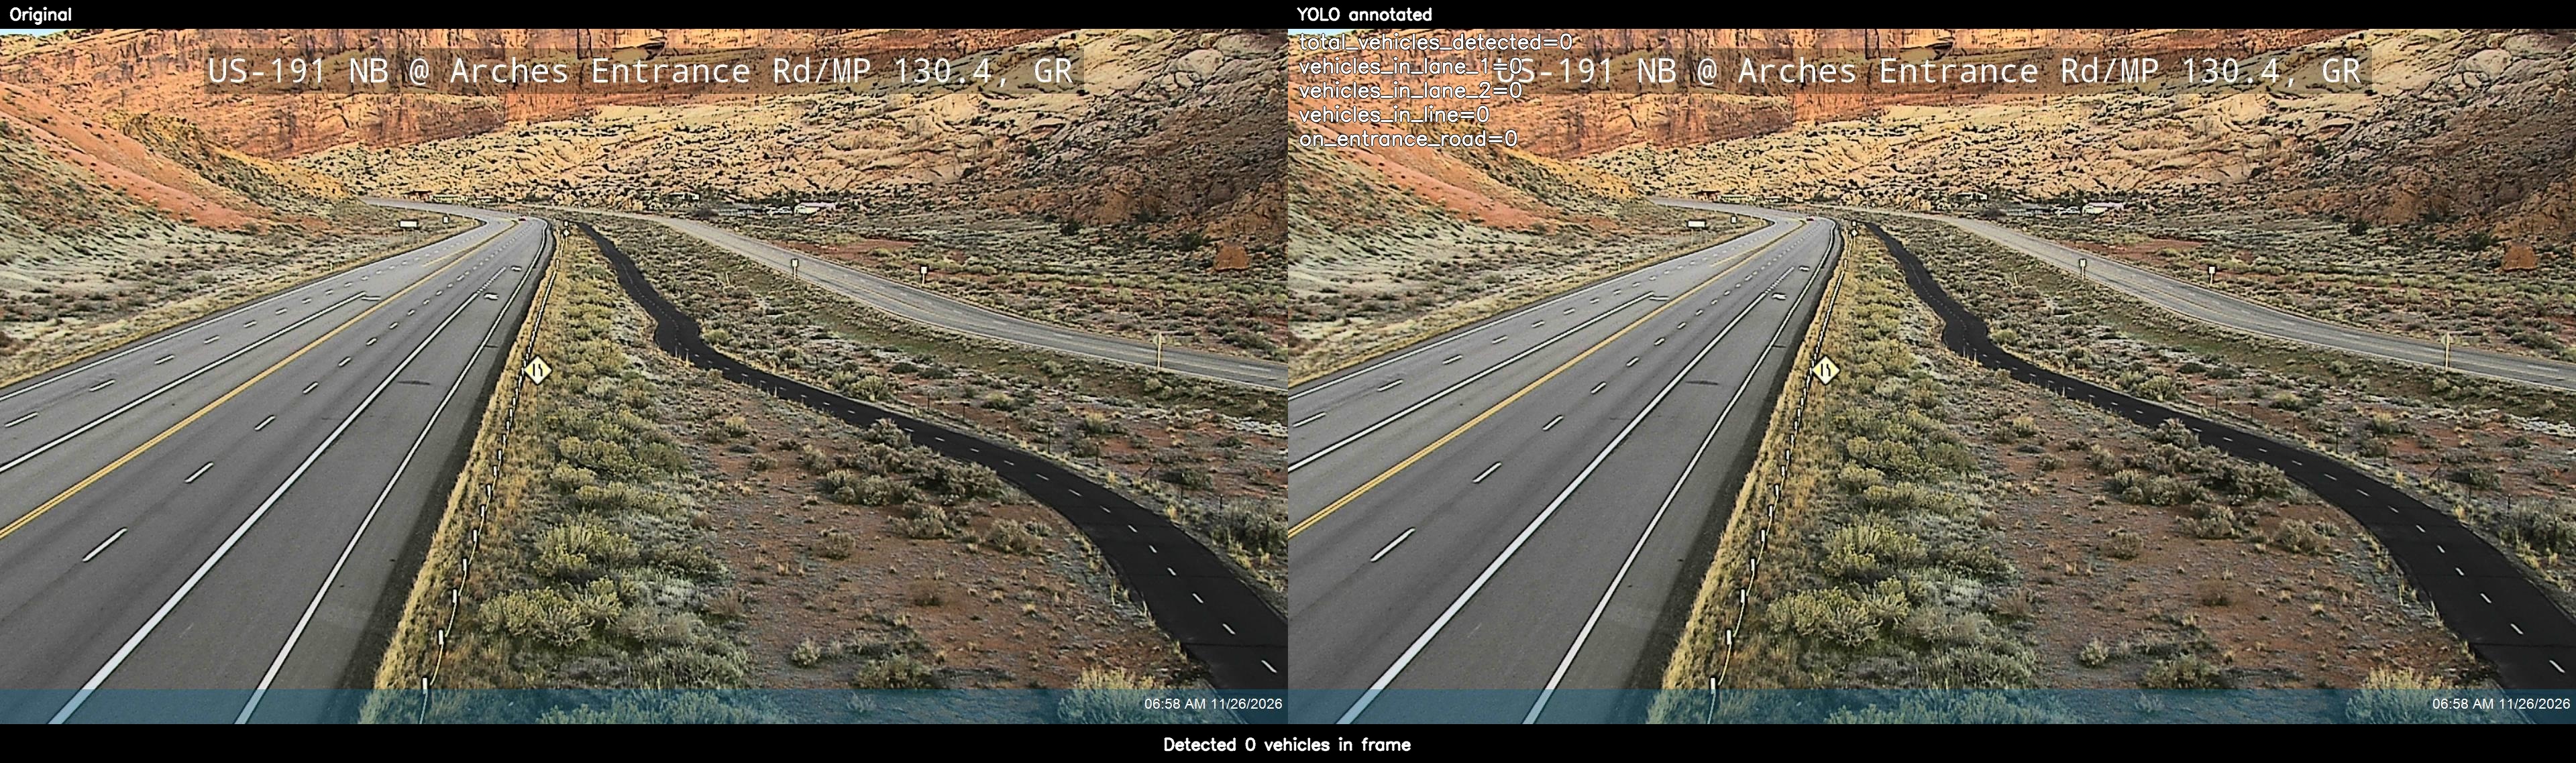 Original
YOLO annotated
US-191 NB @ Arches Entrance Rd/MP 130.4, GR
total_vehicles_detected=0
vehicles_in_lane_1=0
US-191 NB @ Arches Entrance Rd/MP 130.4, GR
vehicles_in_lane_2=0
vehicles_in_line=0
on_entrance_road=0
06:58 AM 11/26/2026
06:58 AM 11/26/2026
Detected 0 vehicles in frame